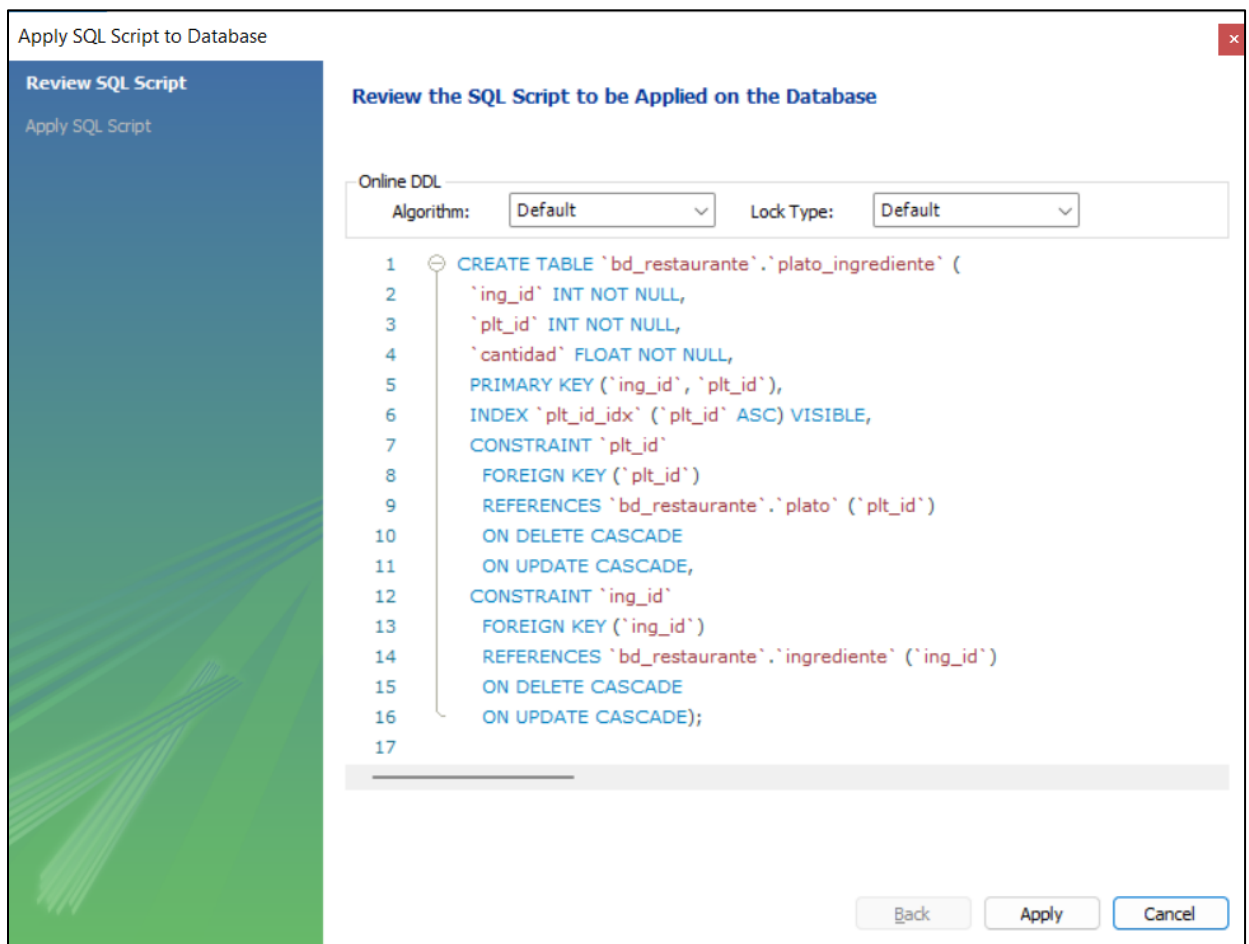 Apply SQL Script to Database
Review SQL Script
Apply SQL Script
Review the SQL Script to be Applied on the Database
Online DDL
Algorithm: Default Lock Type: Default
1 CREATE TABLE `bd_restaurante`.`plato_ingrediente` (
2 `ing_id` INT NOT NULL,
3 `plt_id` INT NOT NULL,
4 `cantidad` FLOAT NOT NULL,
5 PRIMARY KEY (`ing_id`, `plt_id`),
6 INDEX `plt_id_idx` (`plt_id` ASC) VISIBLE,
7 CONSTRAINT `plt_id`
8 FOREIGN KEY (`plt_id`)
9 REFERENCES `bd_restaurante`.`plato` (`plt_id`)
10 ON DELETE CASCADE
11 ON UPDATE CASCADE,
12 CONSTRAINT `ing_id`
13 FOREIGN KEY (`ing_id`)
14 REFERENCES `bd_restaurante`.`ingrediente` (`ing_id`)
15 ON DELETE CASCADE
16 ON UPDATE CASCADE);
17
Back Apply Cancel